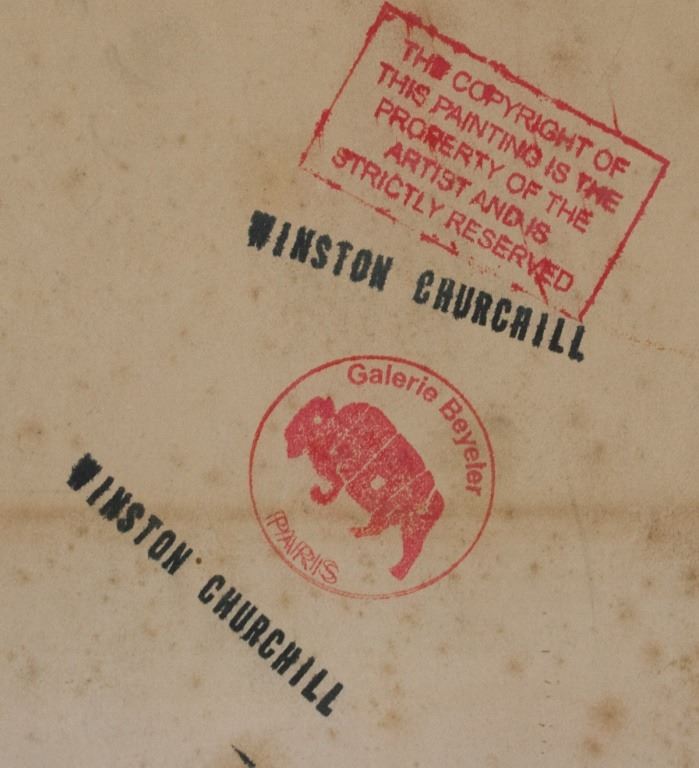 THE COPYRIGHT OF
THIS PAINTING IS THE
PROPERTY OF THE
ARTIST AND IS
STRICTLY RESERVED
WINSTON CHURCHILL
Galerie Beyeler
PARIS
WINSTON CHURCHILL